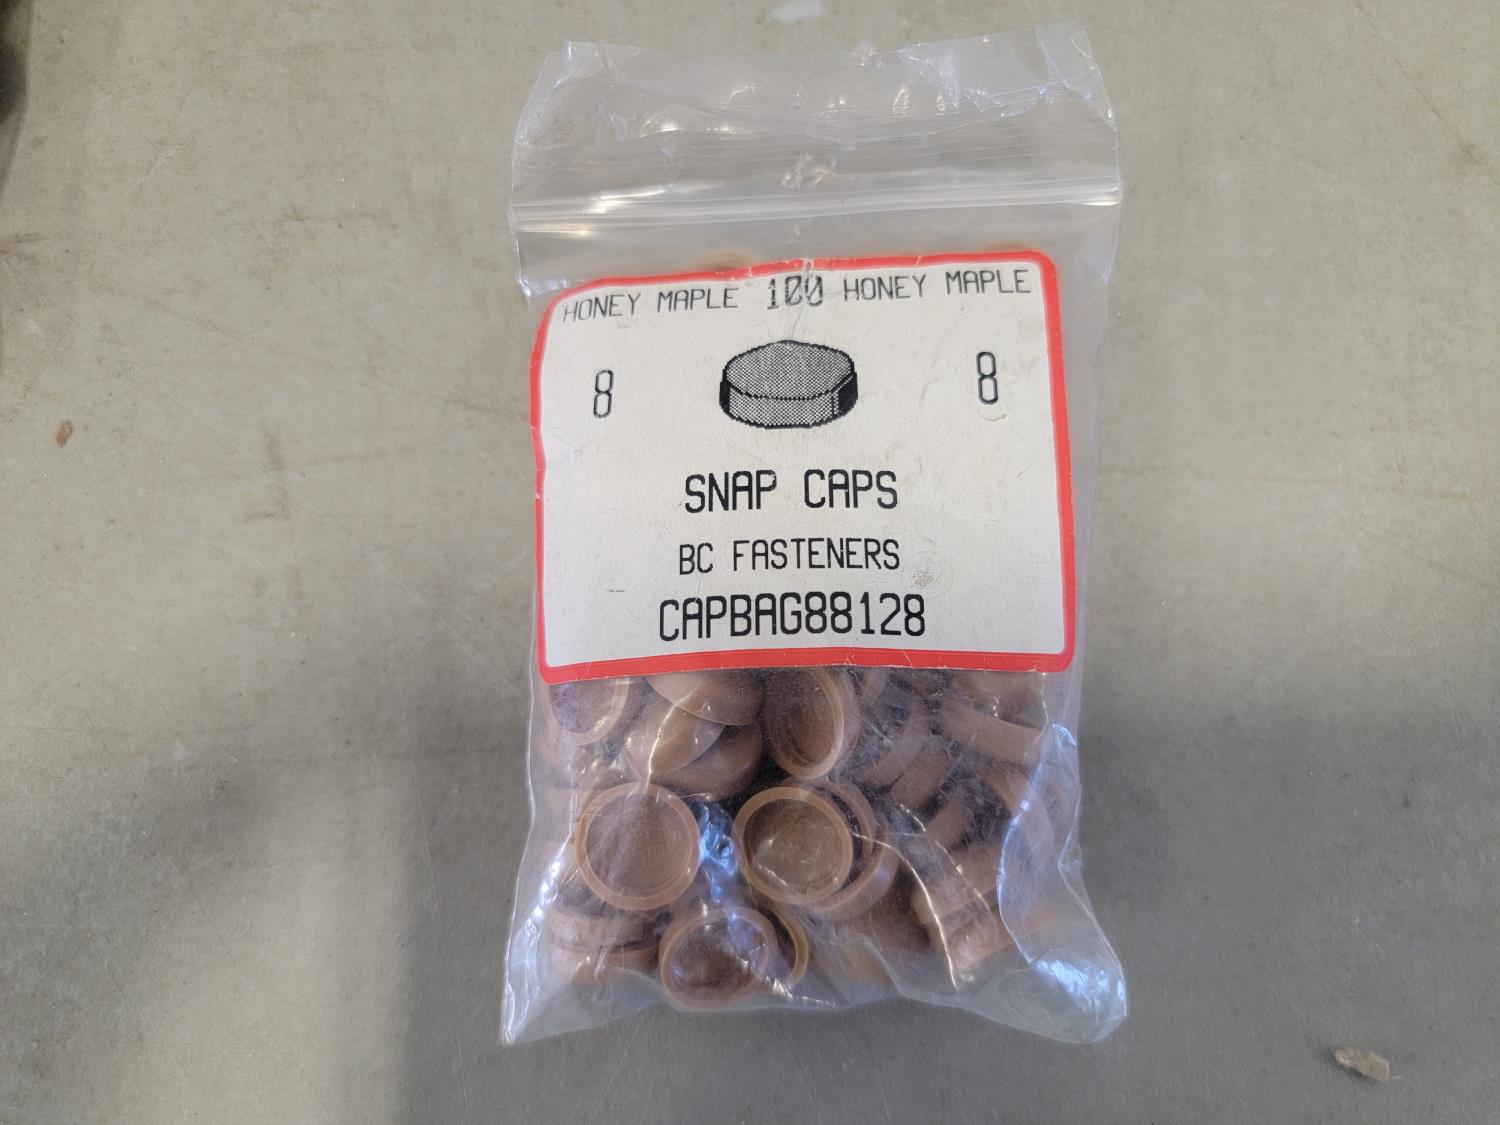 HONEY MAPLE 100 HONEY MAPLE
8 8
SNAP CAPS
BC FASTENERS
CAPBAG88128